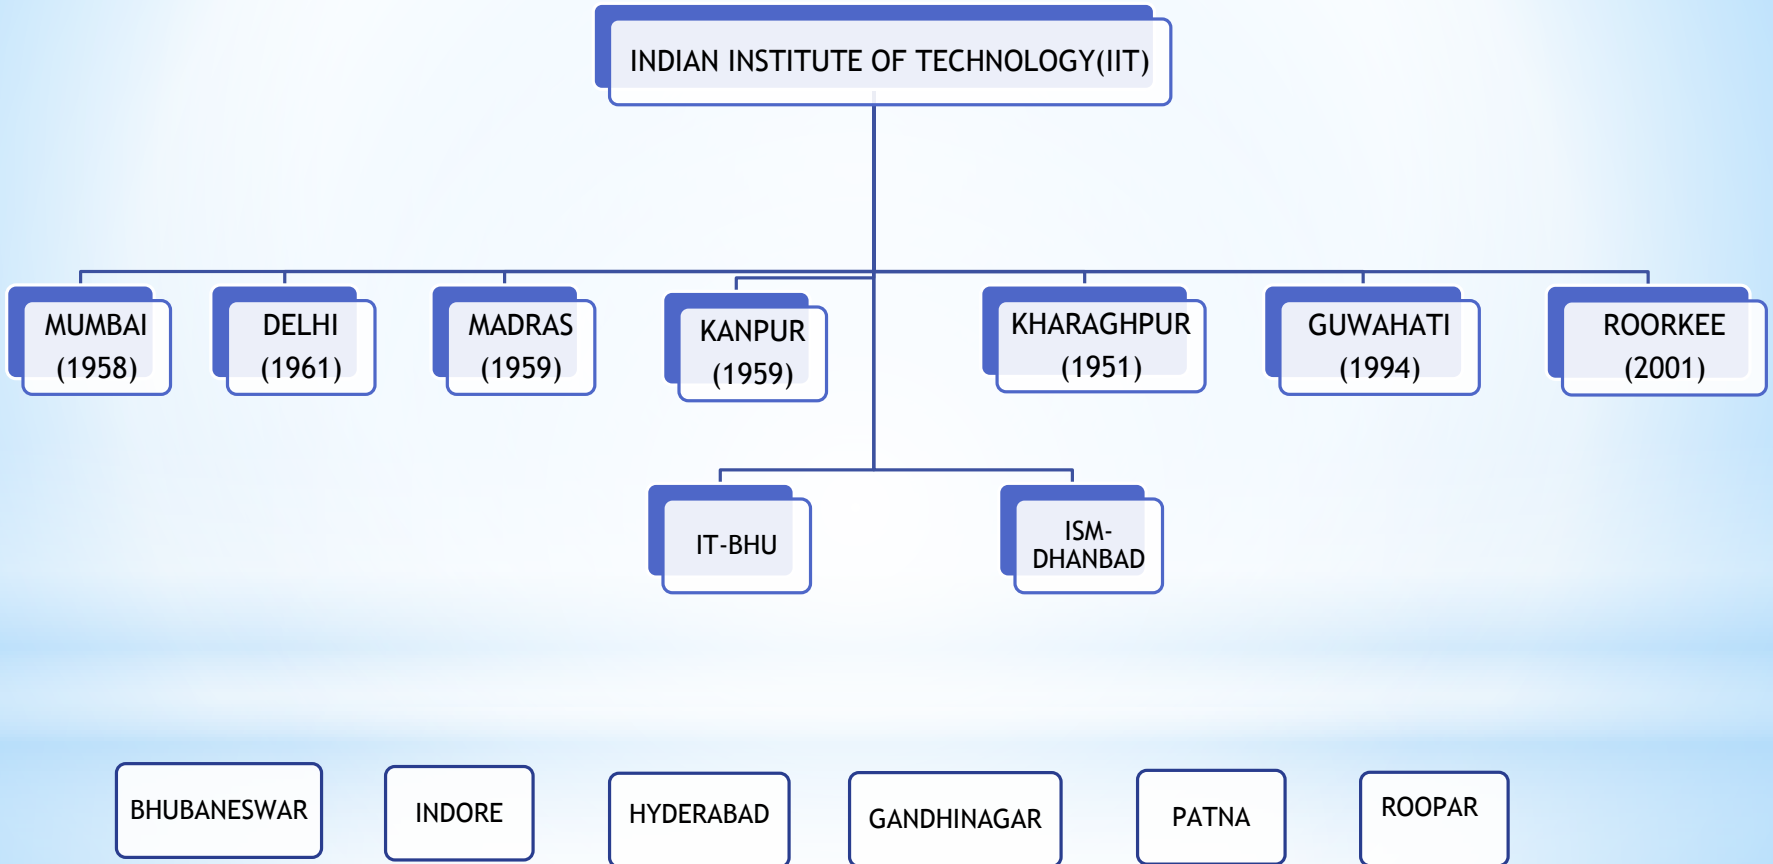 INDIAN INSTITUTE OF TECHNOLOGY(IIT)
MUMBAI
(1958)
DELHI
(1961)
MADRAS
(1959)
KANPUR
(1959)
KHARAGHPUR
(1951)
GUWAHATI
(1994)
ROORKEE
(2001)
IT-BHU
ISM-
DHANBAD
BHUBANESWAR
INDORE
HYDERABAD
GANDHINAGAR
PATNA
ROOPAR